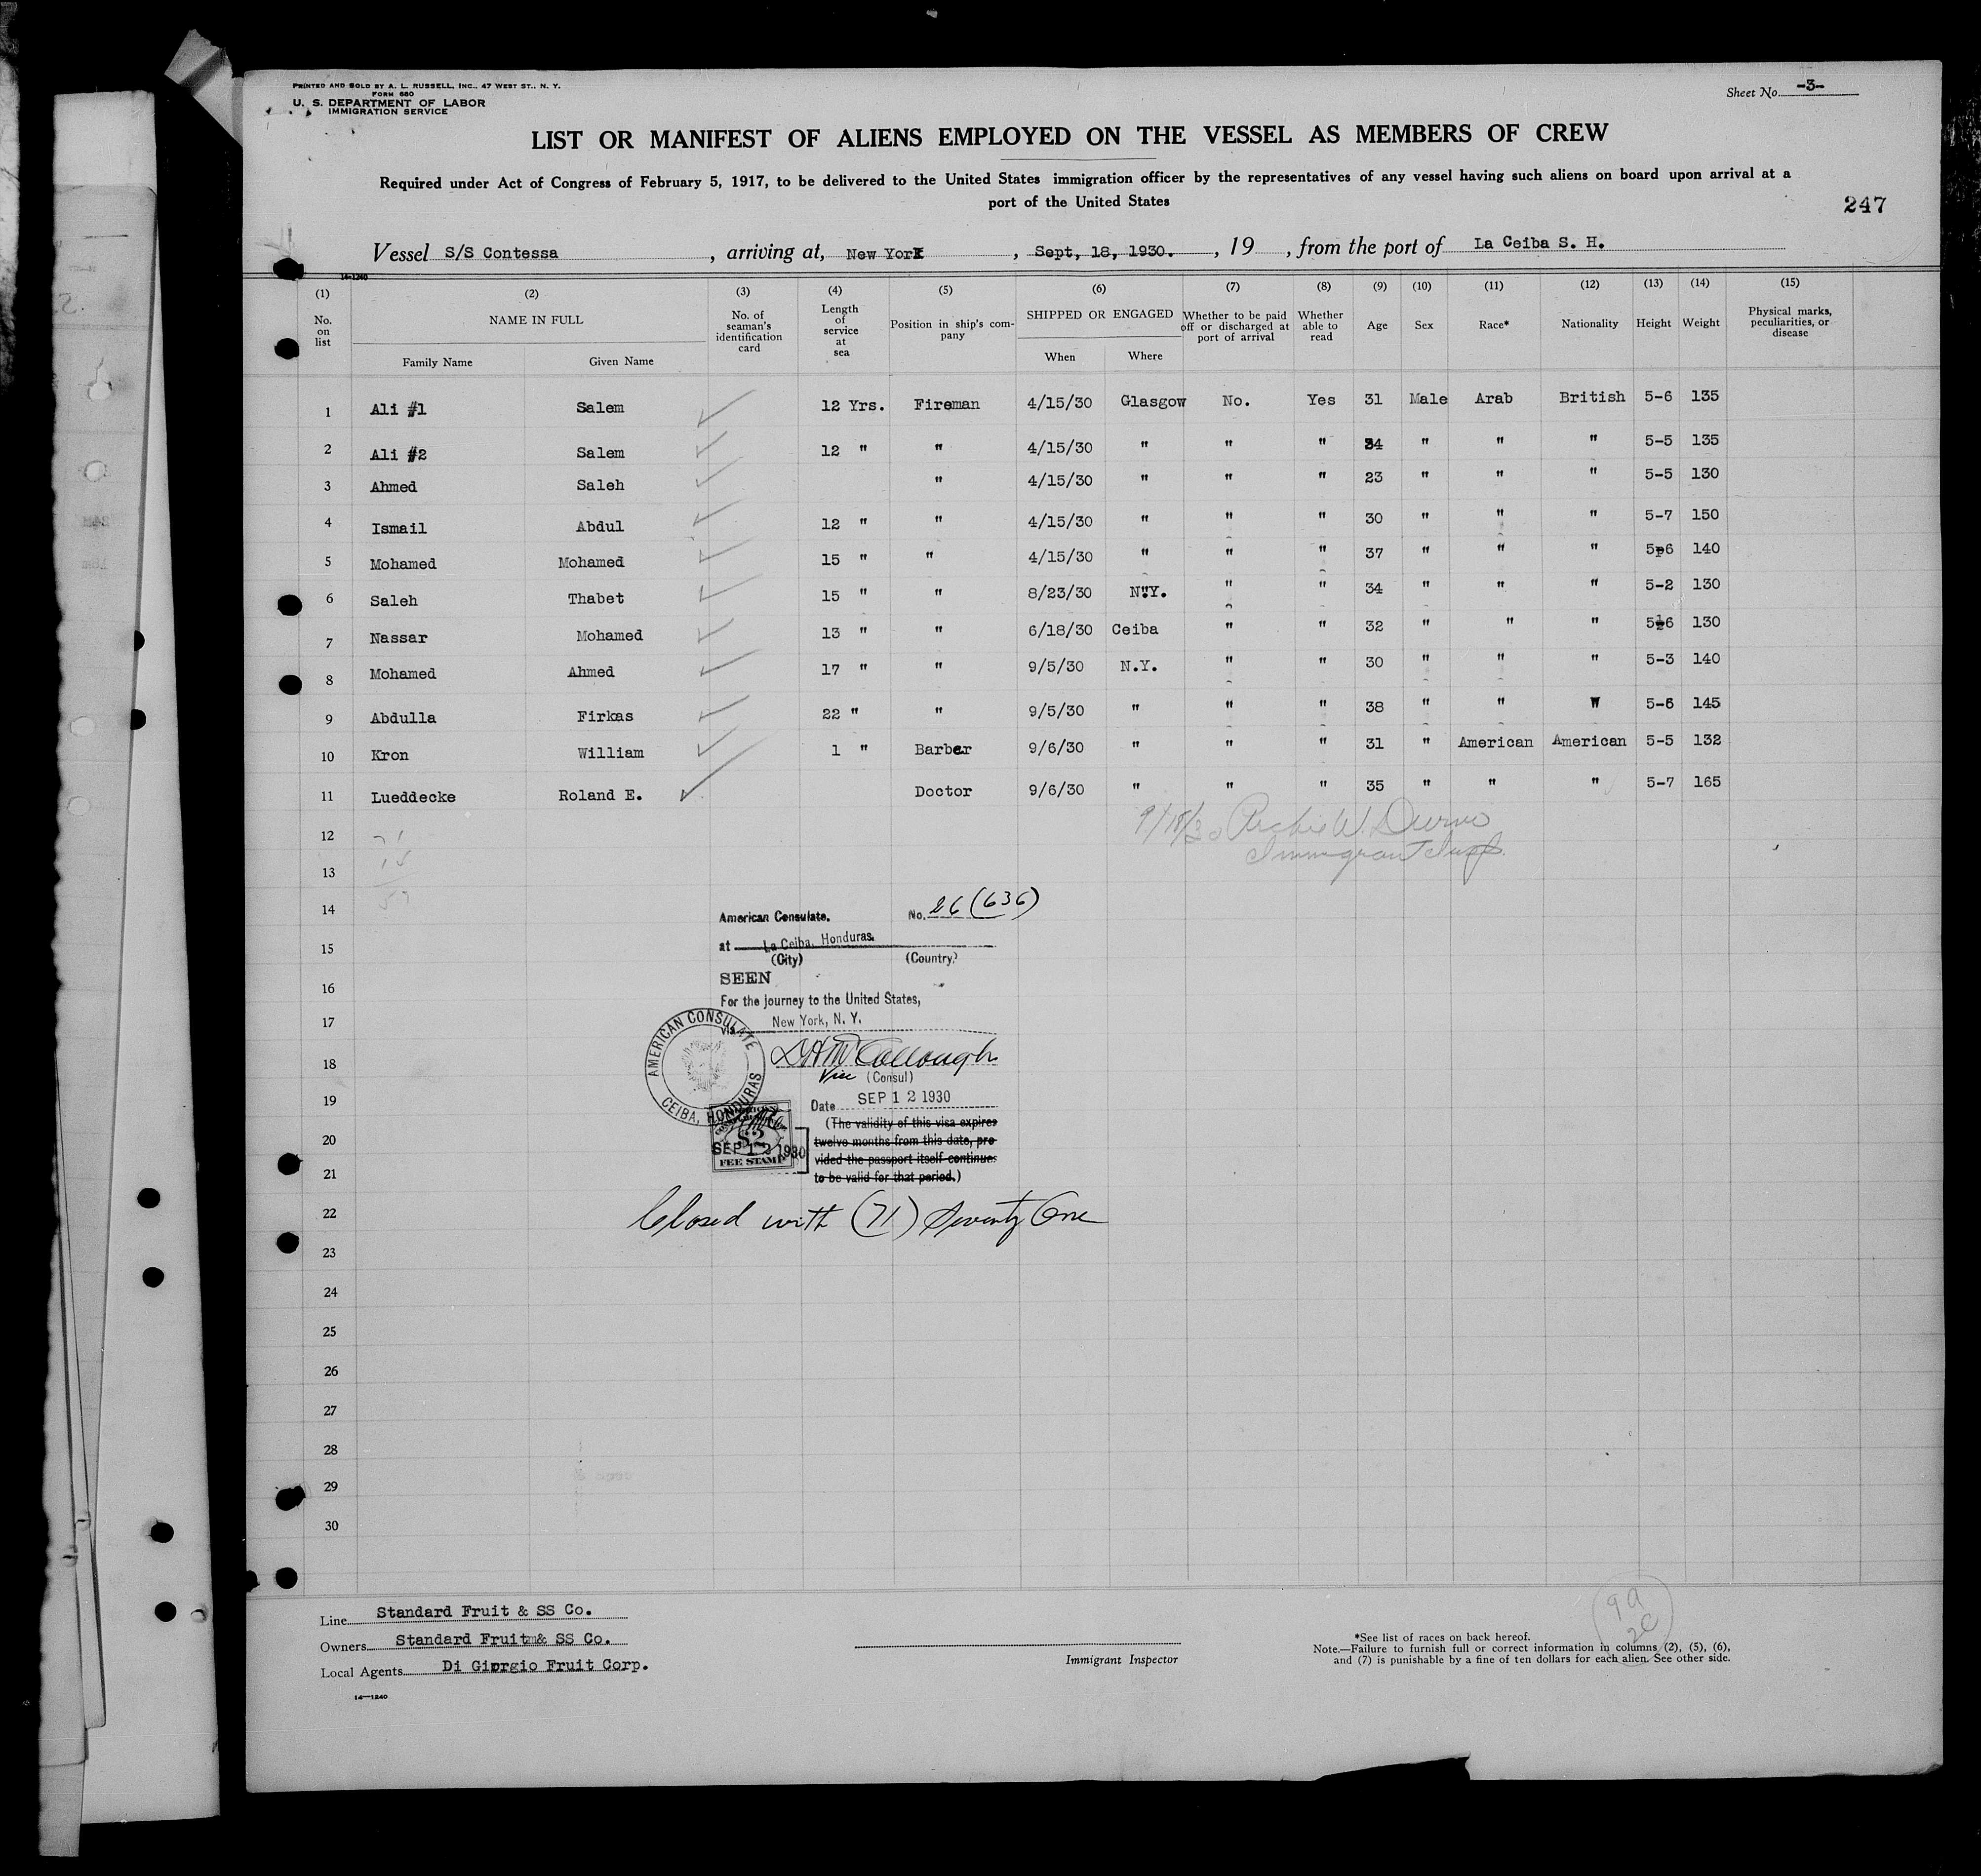 PRINTED AND SOLD BY A. L. RUSSELL, INC., 47 WEST ST., N. Y.
FORM 680
U. S. DEPARTMENT OF LABOR
IMMIGRATION SERVICE
Sheet No. -3-
LIST OR MANIFEST OF ALIENS EMPLOYED ON THE VESSEL AS MEMBERS OF CREW
Required under Act of Congress of February 5, 1917, to be delivered to the United States immigration officer by the representatives of any vessel having such aliens on board upon arrival at a
port of the United States
247
Vessel S/S Contessa , arriving at, New York , Sept, 18, 1930. , 19 , from the port of La Ceiba S. H.
14-1240
(1) (2) (3) (4) (5) (6) (7) (8) (9) (10) (11) (12) (13) (14) (15)
No. on list NAME IN FULL Family Name Given Name No. of seaman's identification card Length of service at sea Position in ship's company SHIPPED OR ENGAGED When Where Whether to be paid off or discharged at port of arrival Whether able to read Age Sex Race* Nationality Height Weight Physical marks, peculiarities, or disease
1 Ali #1 Salem 12 Yrs. Fireman 4/15/30 Glasgow No. Yes 31 Male Arab British 5-6 135
2 Ali #2 Salem 12 " " 4/15/30 " " " 34 " " " 5-5 135
3 Ahmed Saleh " 4/15/30 " " " 23 " " " 5-5 130
4 Ismail Abdul 12 " " 4/15/30 " " " 30 " " " 5-7 150
5 Mohamed Mohamed 15 " " 4/15/30 " " " 37 " " " 5-6 140
6 Saleh Thabet 15 " " 8/23/30 N.Y. " " 34 " " " 5-2 130
7 Nassar Mohamed 13 " " 6/18/30 Ceiba " " 32 " " " 5-6 130
8 Mohamed Ahmed 17 " " 9/5/30 N.Y. " " 30 " " " 5-3 140
9 Abdulla Firkas 22 " " 9/5/30 " " " 38 " " " 5-6 145
10 Kron William 1 " Barber 9/6/30 " " " 31 " American American 5-5 132
11 Lueddecke Roland E. Doctor 9/6/30 " " " 35 " " " 5-7 165
12
9/18/30 Archie W.
Immigrant Insp.
13
14
American Consulate. No. 26 (636)
15
at La Ceiba, Honduras.
(City) (Country)
16
SEEN
For the journey to the United States,
17
via New York, N. Y.
AMERICAN CONSULATE
CEIBA, HONDURAS
18
McCollough
Vice (Consul)
19
Date SEP 12 1930
(The validity of this visa expires
20
twelve months from this date, pro-
vided the passport itself continues
21
to be valid for that period.)
$2
SEP 12 1930
FEE STAMP
22
Closed with (71) Seventy One
23
24
25
26
27
28
29
30
Line Standard Fruit & SS Co.
Owners Standard Fruit & SS Co.
Local Agents Di Giorgio Fruit Corp.
14-1240
Immigrant Inspector
*See list of races on back hereof.
Note.—Failure to furnish full or correct information in columns (2), (5), (6),
and (7) is punishable by a fine of ten dollars for each alien. See other side.